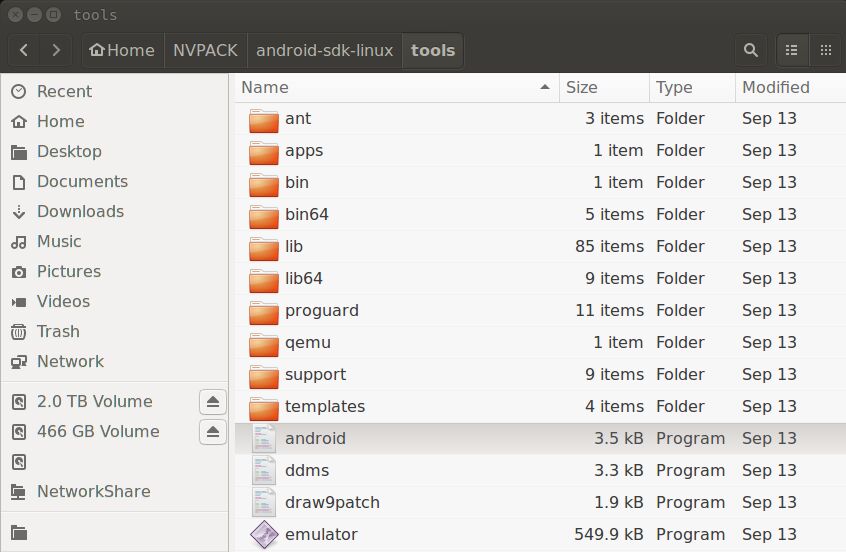 tools
Home NVPACK android-sdk-linux tools
Name Size Type Modified
Recent
Home
Desktop
Documents
Downloads
Music
Pictures
Videos
Trash
Network
2.0 TB Volume
466 GB Volume
NetworkShare
ant 3 items Folder Sep 13
apps 1 item Folder Sep 13
bin 1 item Folder Sep 13
bin64 5 items Folder Sep 13
lib 85 items Folder Sep 13
lib64 9 items Folder Sep 13
proguard 11 items Folder Sep 13
qemu 1 item Folder Sep 13
support 9 items Folder Sep 13
templates 4 items Folder Sep 13
android 3.5 kB Program Sep 13
ddms 3.3 kB Program Sep 13
draw9patch 1.9 kB Program Sep 13
emulator 549.9 kB Program Sep 13